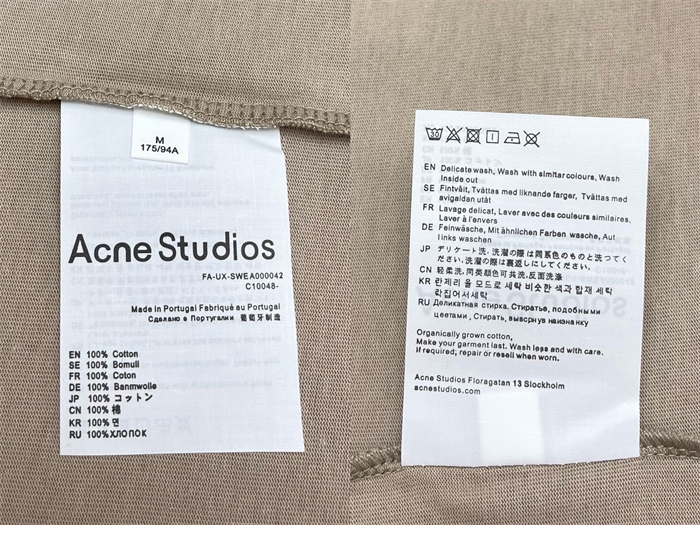 M
175/94A
Acne Studios
FA-UX-SWEA000042
C10048-
Made in Portugal Fabriqué au Portugal
Сделано в Португалии 葡萄牙制造
EN 100% Cotton
SE 100% Bomull
FR 100% Coton
DE 100% Banmwolle
JP 100% コットン
CN 100% 棉
KR 100% 면
RU 100% ХЛОПОК
EN Delicate wash, Wash with simitar colours, Wash
Inside out
SE Fintvält, Tvättas med liknande farger, Tvättas med
avigaldan utåt
FR Lavage delicat, Laver avec des couleurs similaires,
Laver à l'envers
DE Feinwäsche, Mit ähnlichen Farben wasche, Auf
links waschen
JP デリケート洗、洗濯の際は同系色のものと洗ってく
ださい、洗濯の際は裏返しにしてください。
CN 轻柔洗，同类颜色可共洗，反面洗涤
KR 란제리 을 모드로 세탁 비슷한 색과 합재 세탁
락집어서세탁
RU Деликатная стирка, Стирать, подобными
цветами, Стирать, вывернув наизнанку
Organically grown cotton,
Make your garment last. Wash less and with care.
if required, repair or resell when worn.
Acne Studios Floragatan 13 Slockholm
acnestudios.com